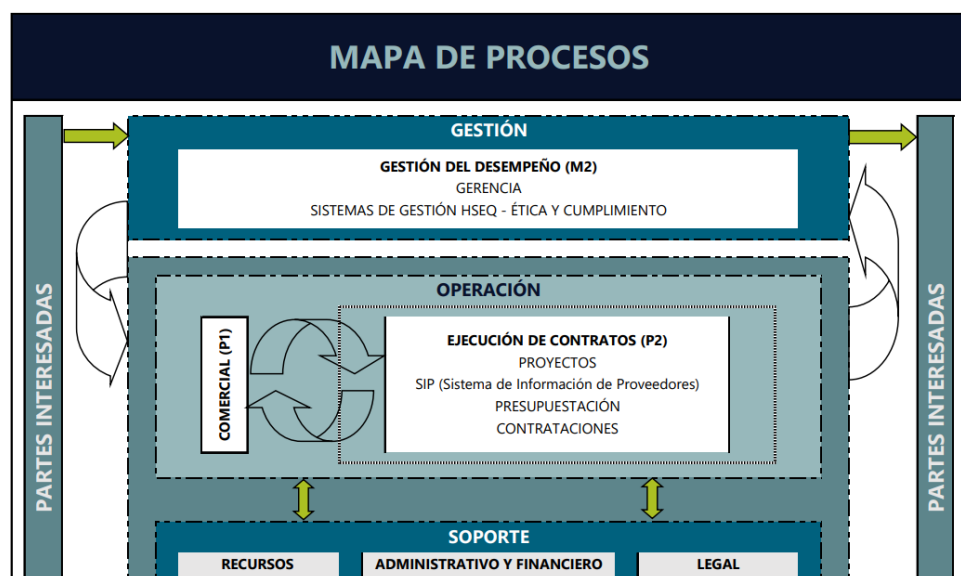 MAPA DE PROCESOS
PARTES INTERESADAS
GESTIÓN
GESTIÓN DEL DESEMPEÑO (M2)
GERENCIA
SISTEMAS DE GESTIÓN HSEQ - ÉTICA Y CUMPLIMIENTO
OPERACIÓN
COMERCIAL (P1)
EJECUCIÓN DE CONTRATOS (P2)
PROYECTOS
SIP (Sistema de Información de Proveedores)
PRESUPUESTACIÓN
CONTRATACIONES
SOPORTE
RECURSOS
ADMINISTRATIVO Y FINANCIERO
LEGAL
PARTES INTERESADAS